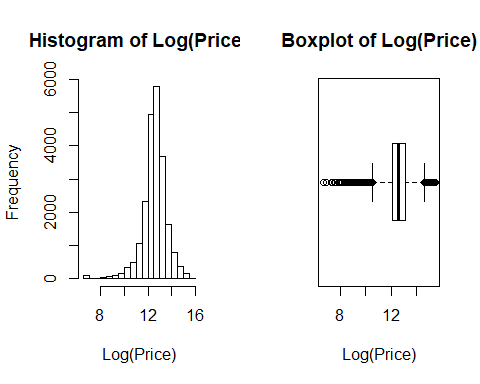 Histogram of Log(Price
Frequency
6000
4000
2000
0
8
12
16
Log(Price)
Boxplot of Log(Price)
8
12
Log(Price)